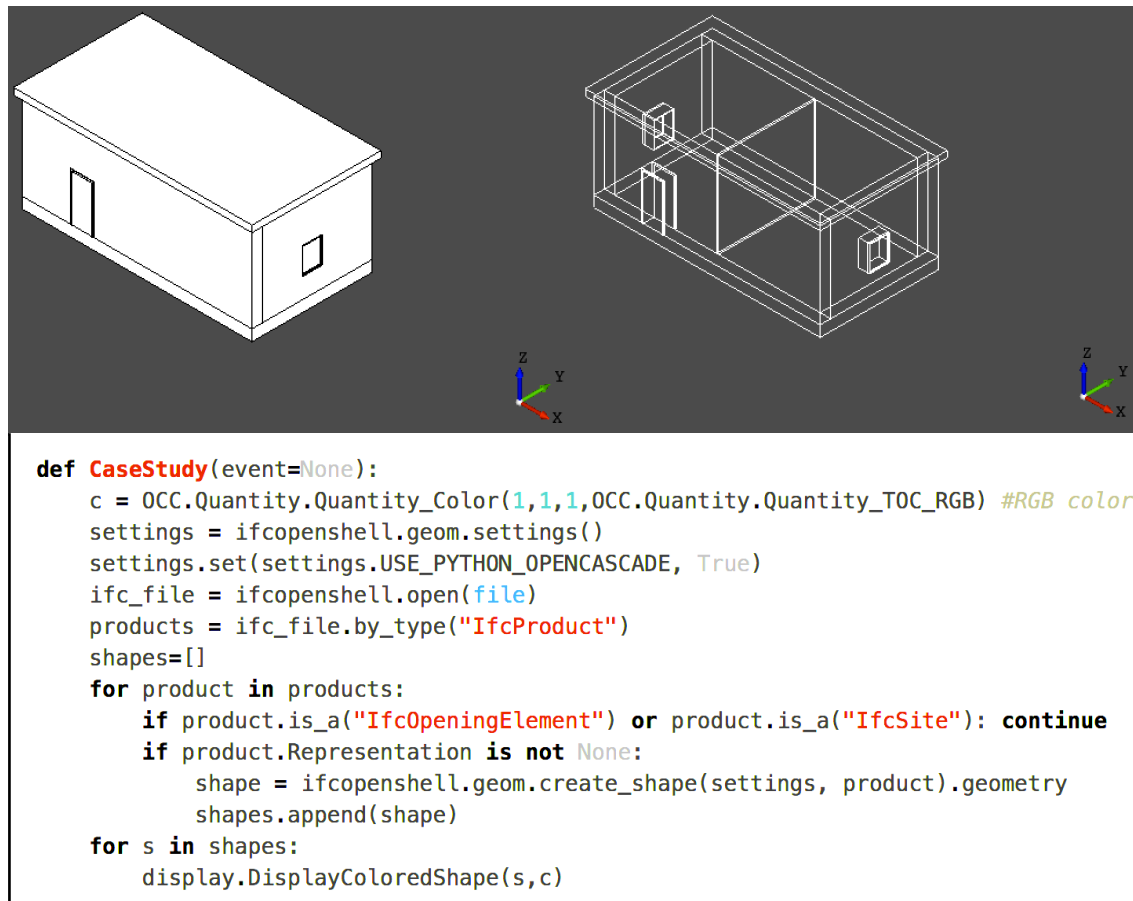 Z
Y
X
Z
Y
X
def CaseStudy(event=None):
    c = OCC.Quantity.Quantity_Color(1,1,1,OCC.Quantity.Quantity_TOC_RGB) #RGB color
    settings = ifcopenshell.geom.settings()
    settings.set(settings.USE_PYTHON_OPENCASCADE, True)
    ifc_file = ifcopenshell.open(file)
    products = ifc_file.by_type("IfcProduct")
    shapes=[]
    for product in products:
        if product.is_a("IfcOpeningElement") or product.is_a("IfcSite"): continue
        if product.Representation is not None:
            shape = ifcopenshell.geom.create_shape(settings, product).geometry
            shapes.append(shape)
    for s in shapes:
        display.DisplayColoredShape(s,c)